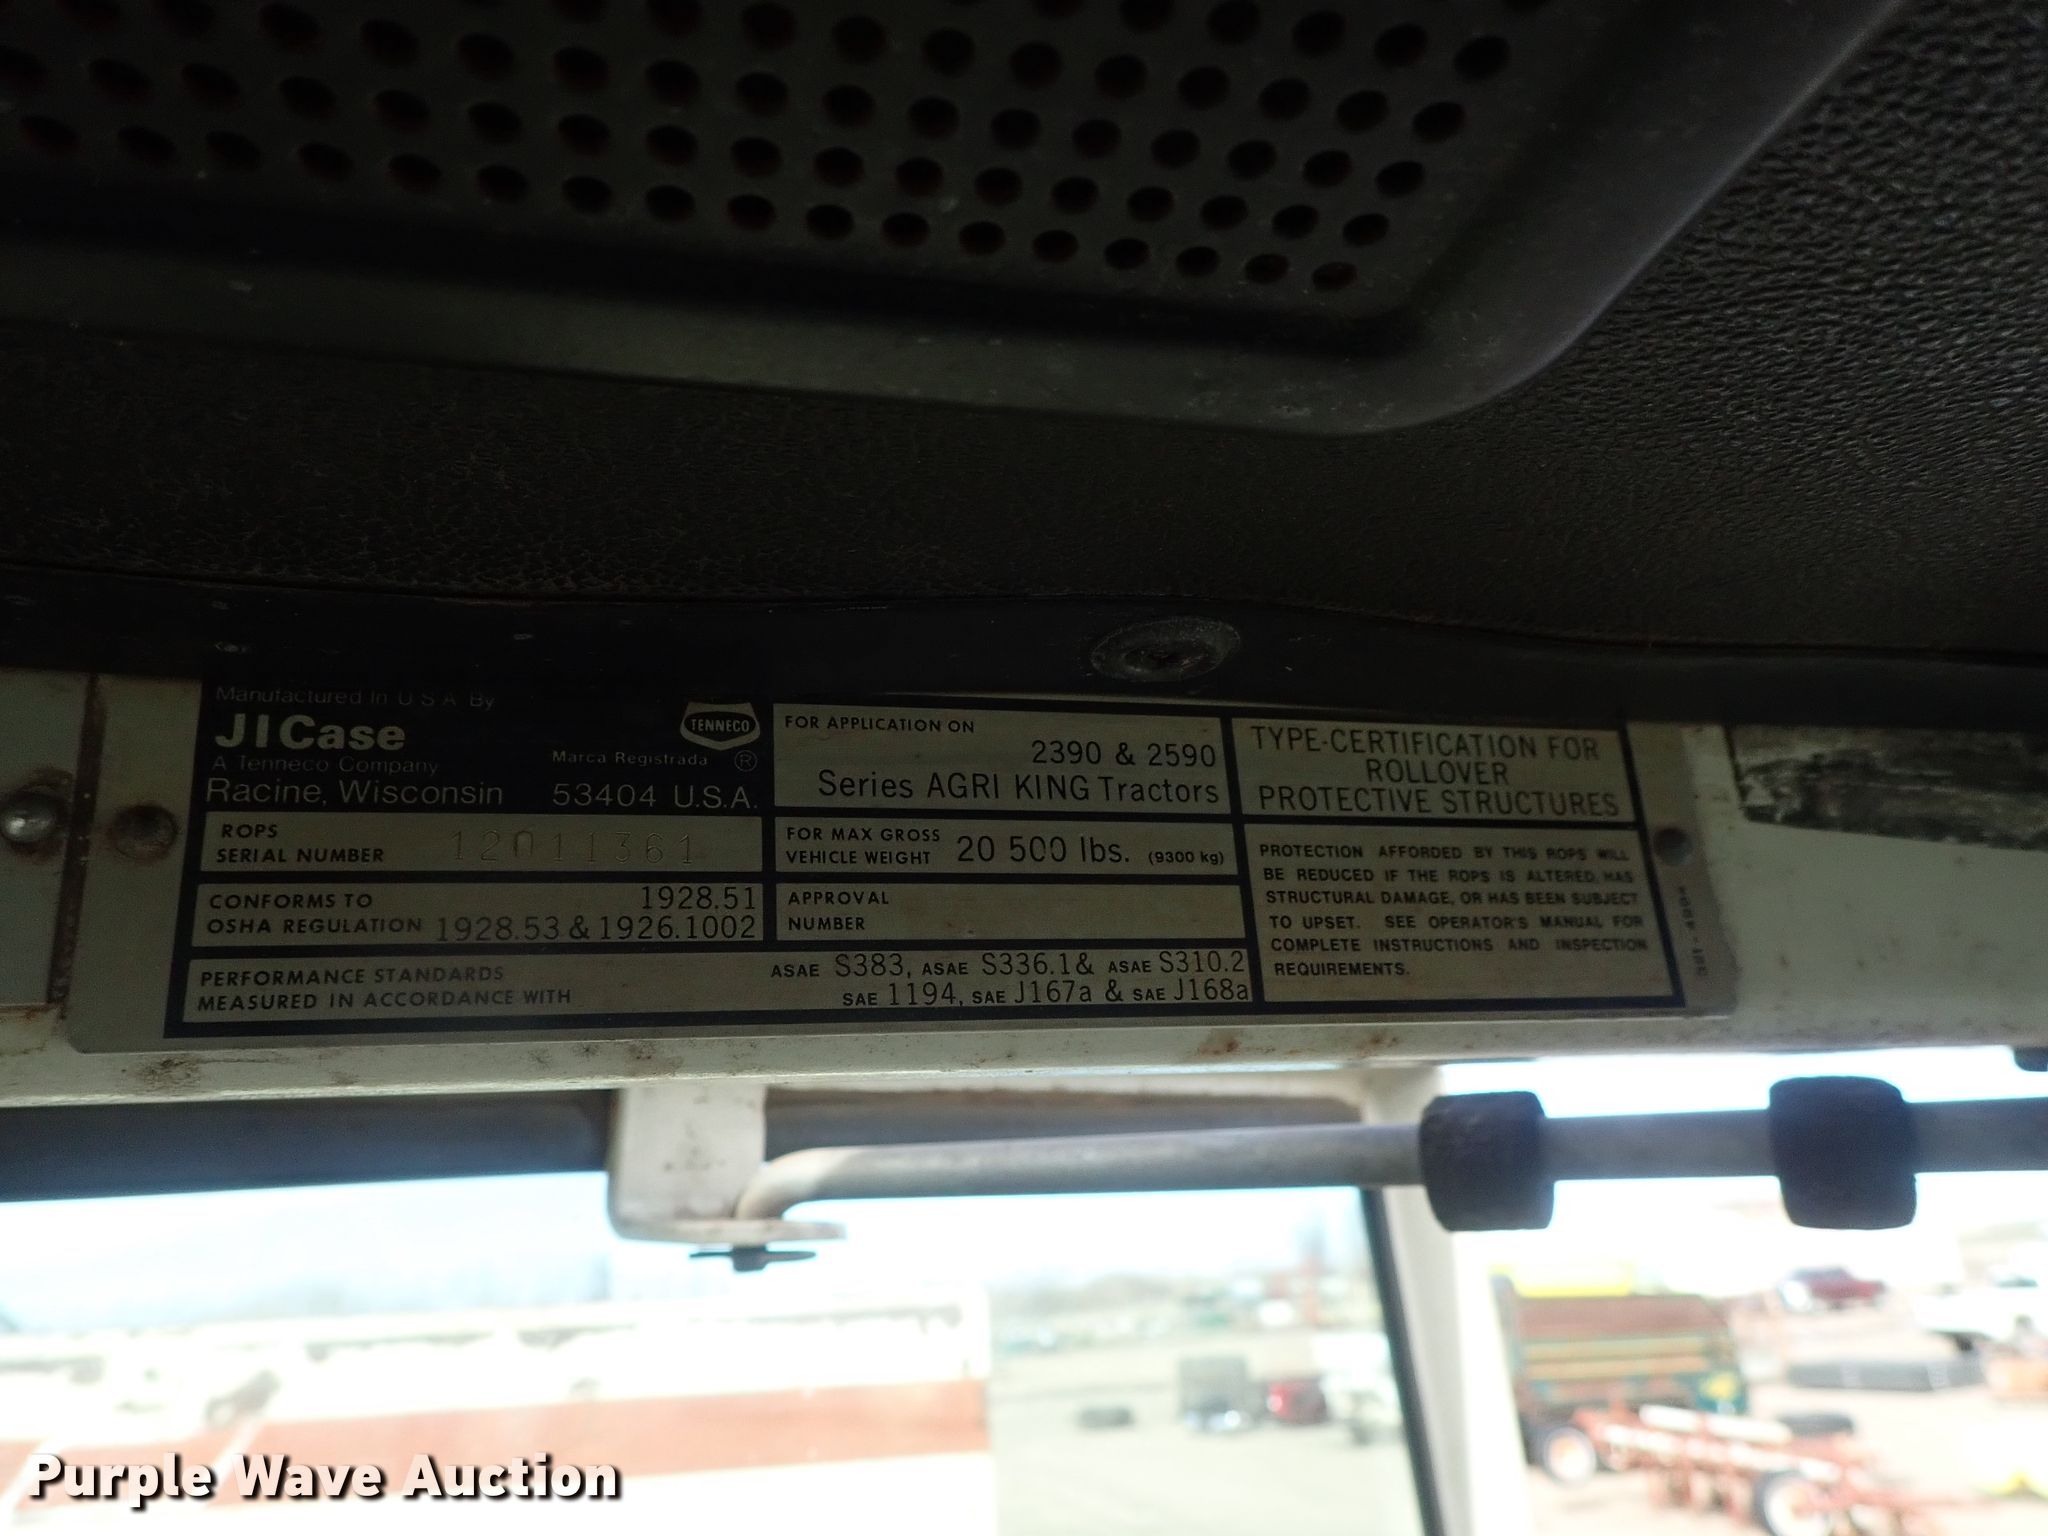 Manufactured In U S A By
JI Case
A Tenneco Company
Racine, Wisconsin 53404 U.S.A.
TENNECO
Marca Registrada ®
ROPS
SERIAL NUMBER 12011361
CONFORMS TO 1928.51
OSHA REGULATION 1928.53 & 1926.1002
PERFORMANCE STANDARDS
MEASURED IN ACCORDANCE WITH
ASAE S383, ASAE S336.1 & ASAE S310.2
SAE 1194, SAE J167a & SAE J168a
FOR APPLICATION ON
2390 & 2590
Series AGRI KING Tractors
FOR MAX GROSS
VEHICLE WEIGHT 20 500 lbs. (9300 kg)
APPROVAL
NUMBER
TYPE-CERTIFICATION FOR
ROLLOVER
PROTECTIVE STRUCTURES
PROTECTION AFFORDED BY THIS ROPS WILL
BE REDUCED IF THE ROPS IS ALTERED, HAS
STRUCTURAL DAMAGE, OR HAS BEEN SUBJECT
TO UPSET. SEE OPERATOR'S MANUAL FOR
COMPLETE INSTRUCTIONS AND INSPECTION
REQUIREMENTS.
Purple Wave Auction